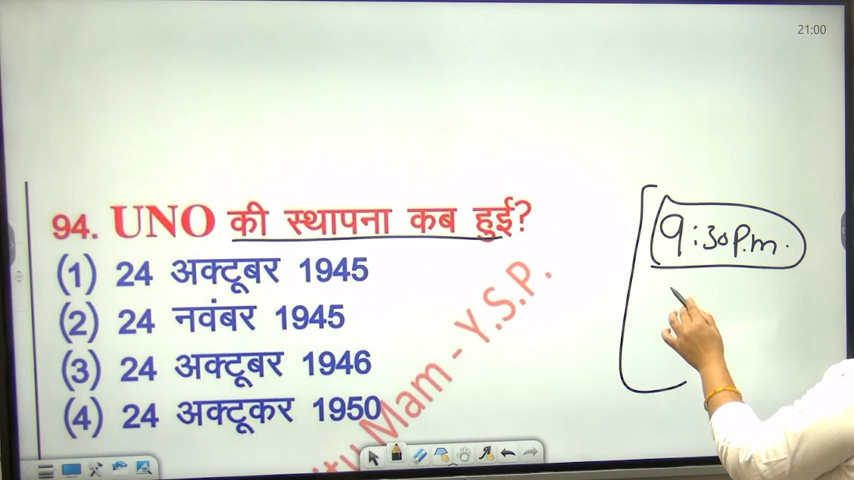 21:00
94. UNO की स्थापना कब हुई?
(1) 24 अक्टूबर 1945
(2) 24 नवंबर 1945
(3) 24 अक्टूबर 1946
(4) 24 अक्टूकर 1950
9:30 P.m.
Mam - Y.S.P.